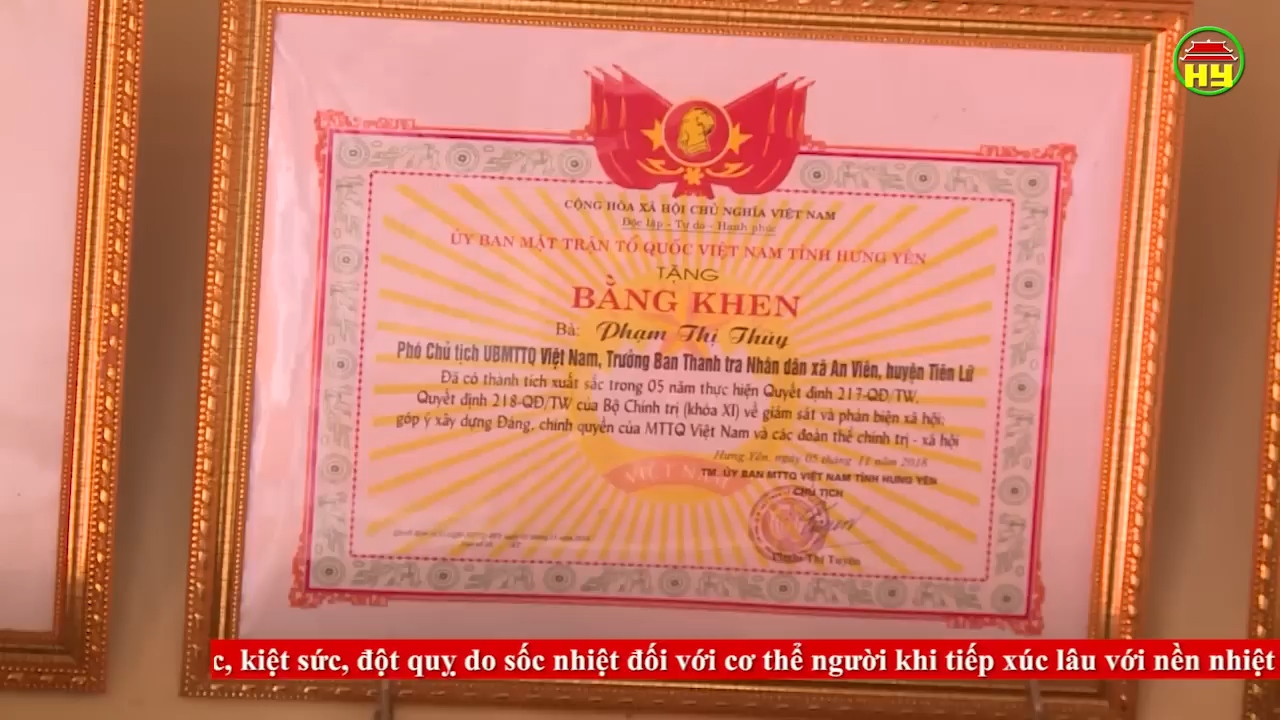 HY
CỘNG HÒA XÃ HỘI CHỦ NGHĨA VIỆT NAM
Độc lập - Tự do - Hạnh phúc
ỦY BAN MẶT TRẬN TỔ QUỐC VIỆT NAM TỈNH HƯNG YÊN
TẶNG
BẰNG KHEN
Bà: Phạm Thị Thủy
Phó Chủ tịch UBMTTQ Việt Nam, Trưởng Ban Thanh tra Nhân dân xã An Viên, huyện Tiên Lữ
Đã có thành tích xuất sắc trong 05 năm thực hiện Quyết định 217-QĐ/TW,
Quyết định 218-QĐ/TW của Bộ Chính trị (khóa XI) về giám sát và phản biện xã hội;
góp ý xây dựng Đảng, chính quyền của MTTQ Việt Nam và các đoàn thể chính trị - xã hội
Hưng Yên, ngày 05 tháng 11 năm 2018
TM. ỦY BAN MTTQ VIỆT NAM TỈNH HƯNG YÊN
CHỦ TỊCH
VIỆT NAM
Thị Tuyên
c, kiệt sức, đột quỵ do sốc nhiệt đối với cơ thể người khi tiếp xúc lâu với nền nhiệt